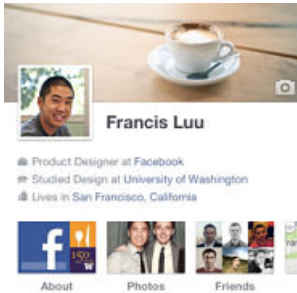 Francis Luu
Product Designer at Facebook
Studied Design at University of Washington
Lives in San Francisco, California
f
150
W
About
Photos
Friends